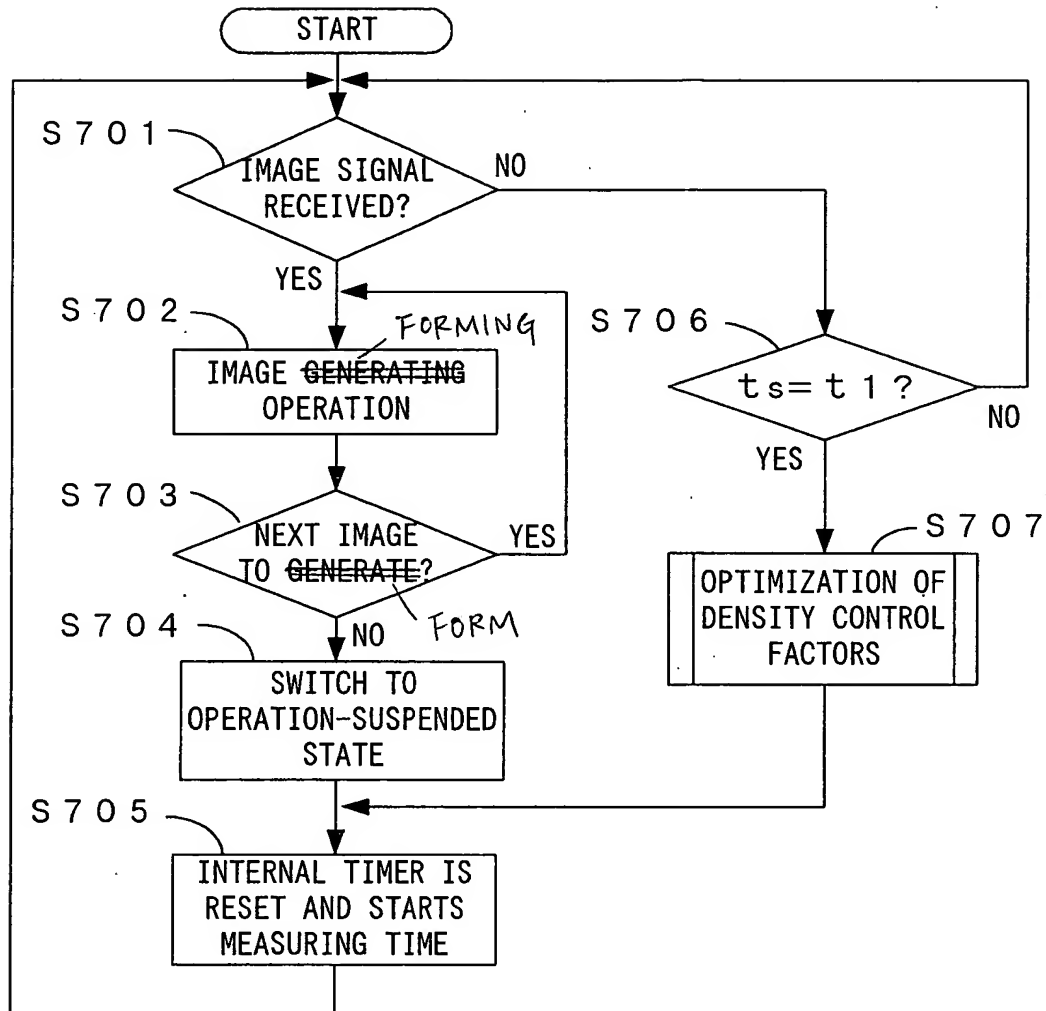 START
S701
IMAGE SIGNAL
RECEIVED?
NO
YES
S702
FORMING
IMAGE GENERATING
OPERATION
S703
NEXT IMAGE
TO GENERATE?
YES
FORM
NO
S704
SWITCH TO
OPERATION-SUSPENDED
STATE
S705
INTERNAL TIMER IS
RESET AND STARTS
MEASURING TIME
S706
ts=t1?
NO
YES
S707
OPTIMIZATION OF
DENSITY CONTROL
FACTORS